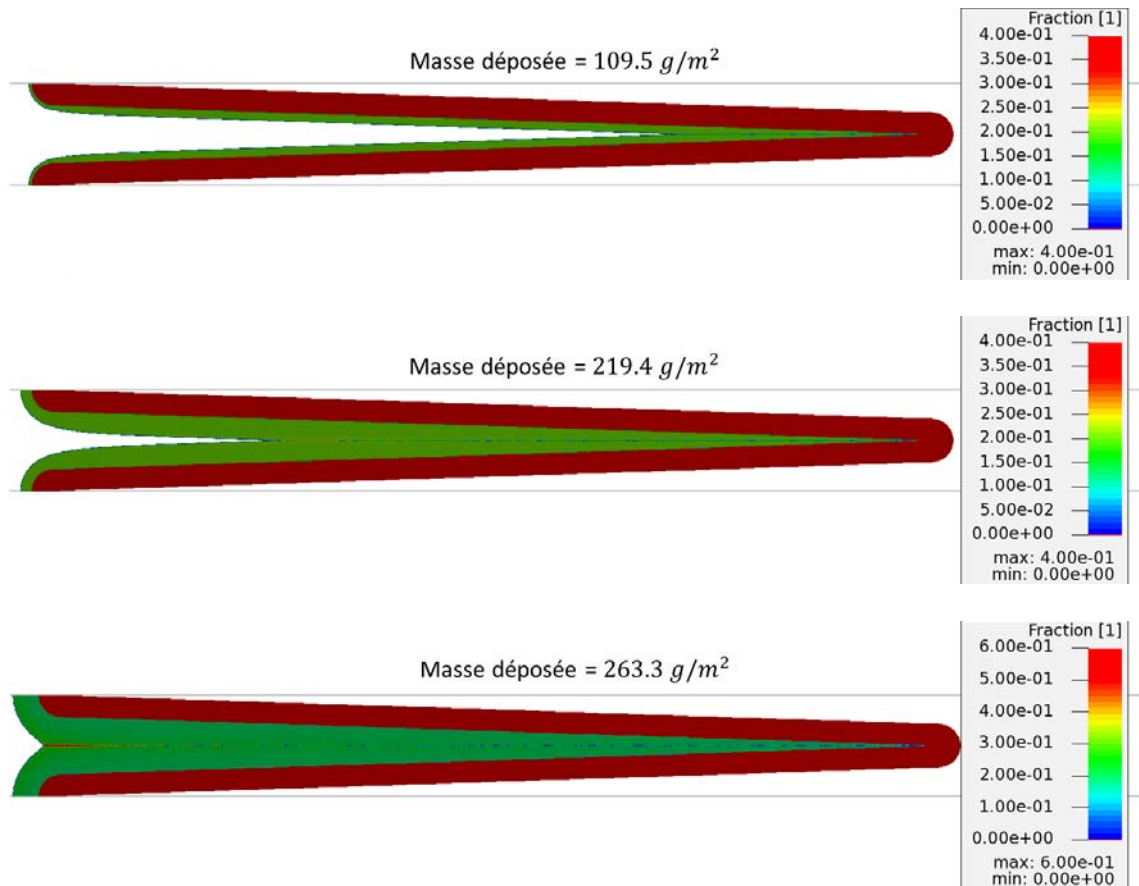 Fraction [1]
Masse déposée = 109.5 g/m²
4.00e-01
3.50e-01
3.00e-01
2.50e-01
2.00e-01
1.50e-01
1.00e-01
5.00e-02
0.00e+00
max: 4.00e-01
min: 0.00e+00
Fraction [1]
Masse déposée = 219.4 g/m²
4.00e-01
3.50e-01
3.00e-01
2.50e-01
2.00e-01
1.50e-01
1.00e-01
5.00e-02
0.00e+00
max: 4.00e-01
min: 0.00e+00
Fraction [1]
Masse déposée = 263.3 g/m²
6.00e-01
5.00e-01
4.00e-01
3.00e-01
2.00e-01
1.00e-01
0.00e+00
max: 6.00e-01
min: 0.00e+00